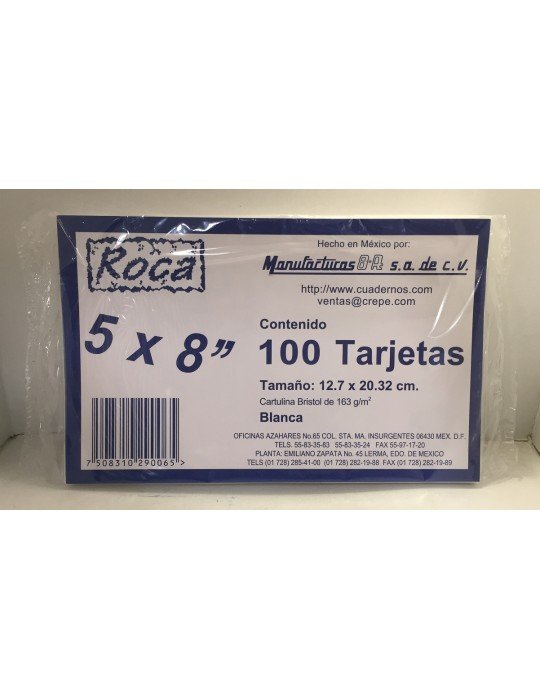 Roca
5 x 8"
Hecho en México por:
Manufacturas 8-A s.a. de c.v.
http://www.cuadernos.com
ventas@crepe.com
Contenido
100 Tarjetas
Tamaño: 12.7 x 20.32 cm.
Cartulina Bristol de 163 g/m²
Blanca
OFICINAS AZAHARES No.65 COL. STA. MA. INSURGENTES 06430 MEX. D.F.
TELS. 55-83-35-83 55-83-35-24 FAX 55-97-17-20
PLANTA: EMILIANO ZAPATA No. 45 LERMA, EDO. DE MEXICO
TELS (01 728) 285-41-00 (01 728) 282-19-88 FAX (01 728) 282-19-89
7 508310 290065 >